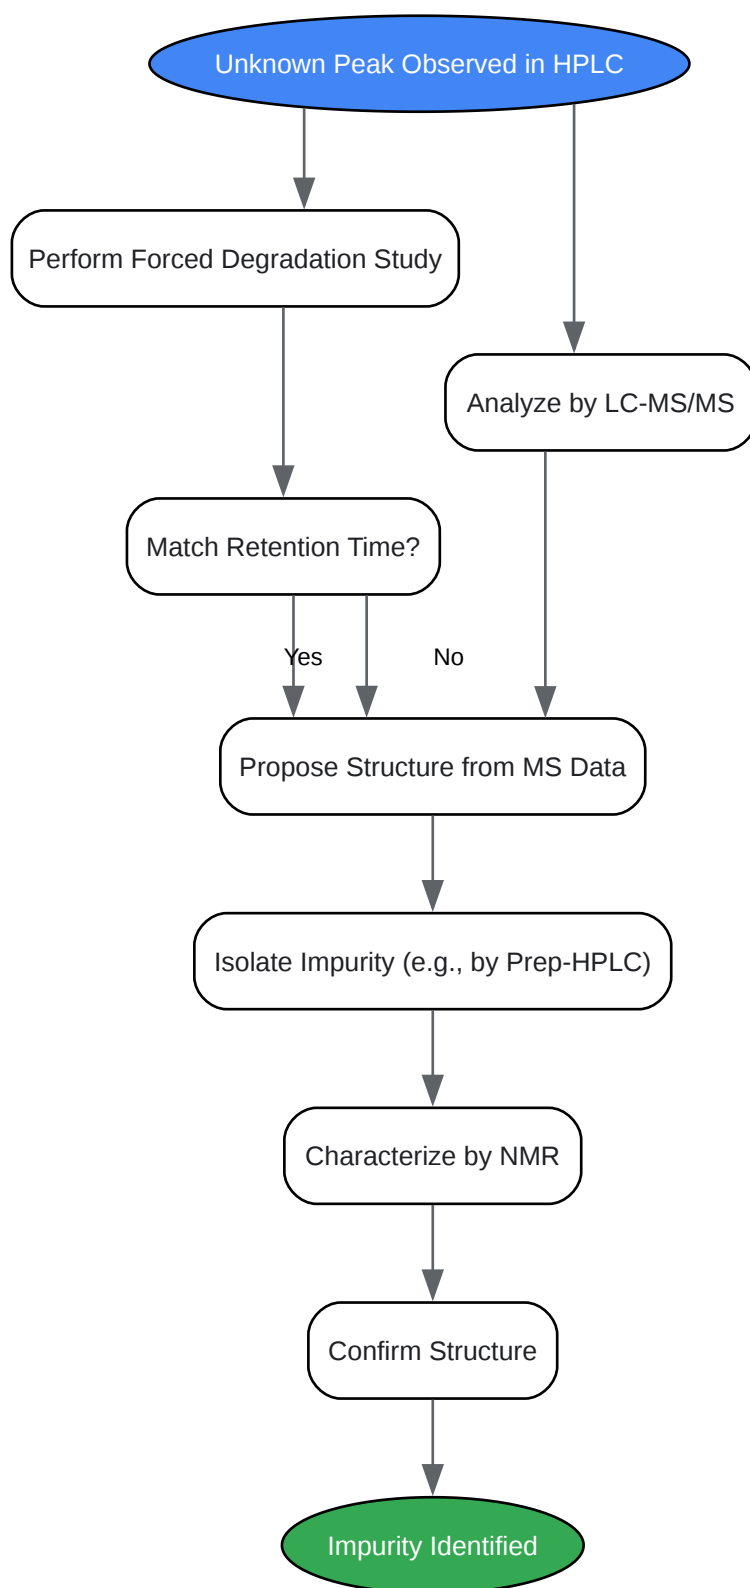 Unknown Peak Observed in HPLC
Perform Forced Degradation Study
Analyze by LC-MS/MS
Match Retention Time?
Yes
No
Propose Structure from MS Data
Isolate Impurity (e.g., by Prep-HPLC)
Characterize by NMR
Confirm Structure
Impurity Identified